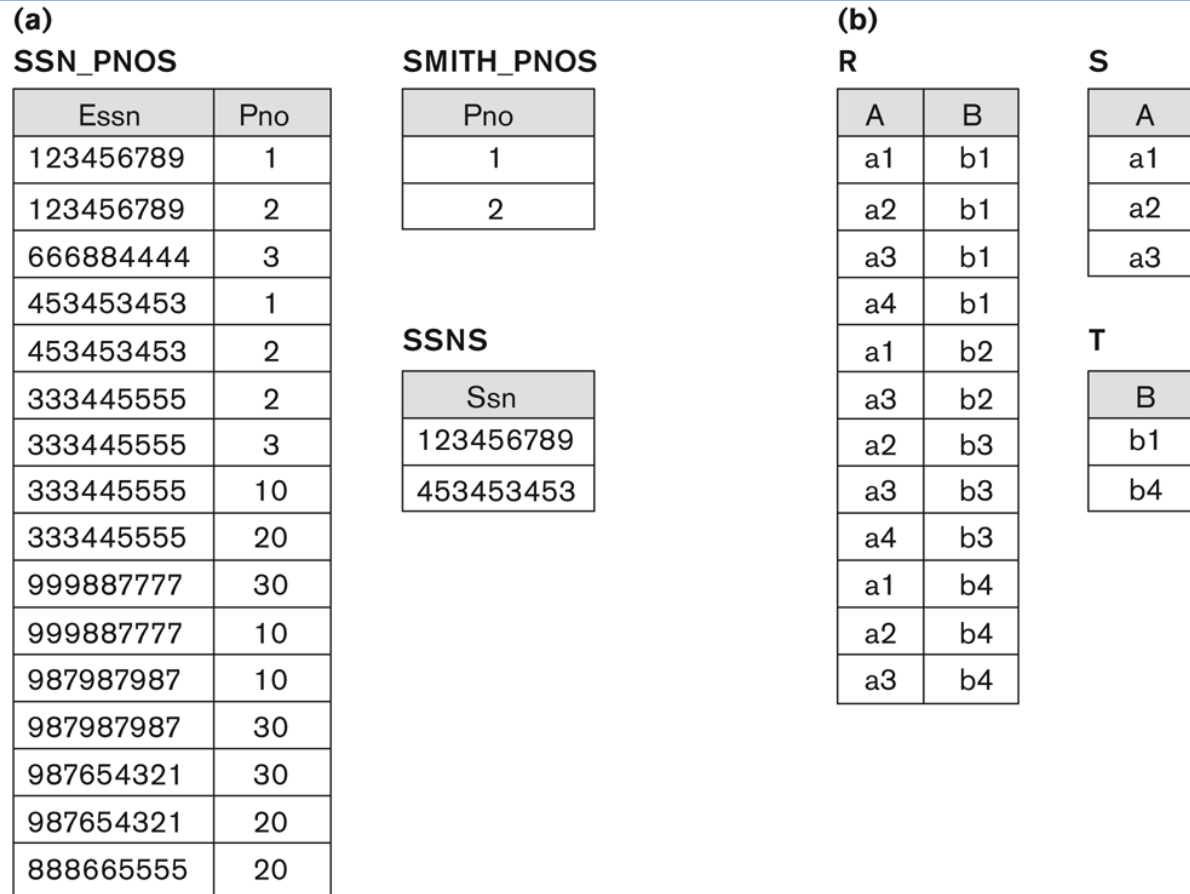 (a)
SSN_PNOS
Essn Pno
123456789 1
123456789 2
666884444 3
453453453 1
453453453 2
333445555 2
333445555 3
333445555 10
333445555 20
999887777 30
999887777 10
987987987 10
987987987 30
987654321 30
987654321 20
888665555 20
SMITH_PNOS
Pno
1
2
SSNS
Ssn
123456789
453453453
(b)
R
A B
a1 b1
a2 b1
a3 b1
a4 b1
a1 b2
a3 b2
a2 b3
a3 b3
a4 b3
a1 b4
a2 b4
a3 b4
S
A
a1
a2
a3
T
B
b1
b4